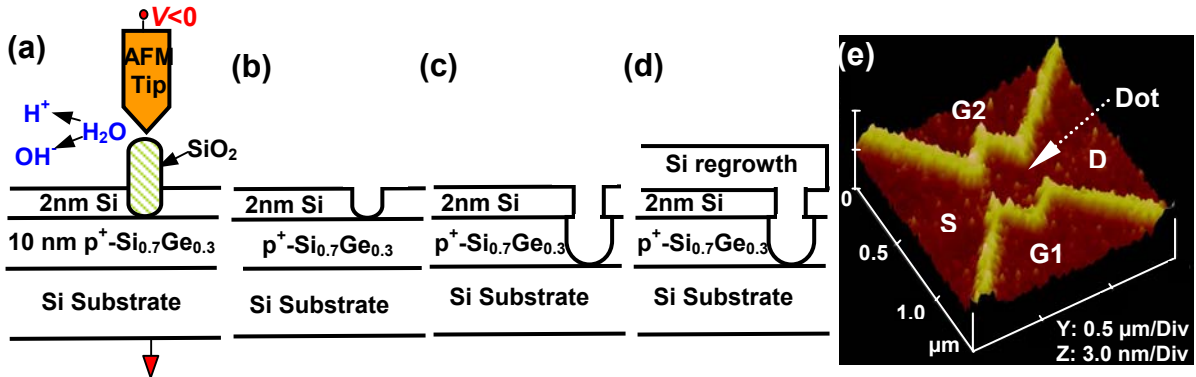 (a)
V<0
AFM
Tip
H⁺
H₂O
OH⁻
SiO₂
2nm Si
10 nm p⁺-Si₀.₇Ge₀.₃
Si Substrate
(b)
p⁺-Si₀.₇Ge₀.₃
Si Substrate
(c)
2nm Si
p⁺-Si₀.₇Ge₀.₃
Si Substrate
(d)
Si regrowth
2nm Si
p⁺-Si₀.₇Ge₀.₃
Si Substrate
(e)
G2
Dot
D
S
G1
0
0.5
1.0
µm
Y: 0.5 µm/Div
Z: 3.0 nm/Div